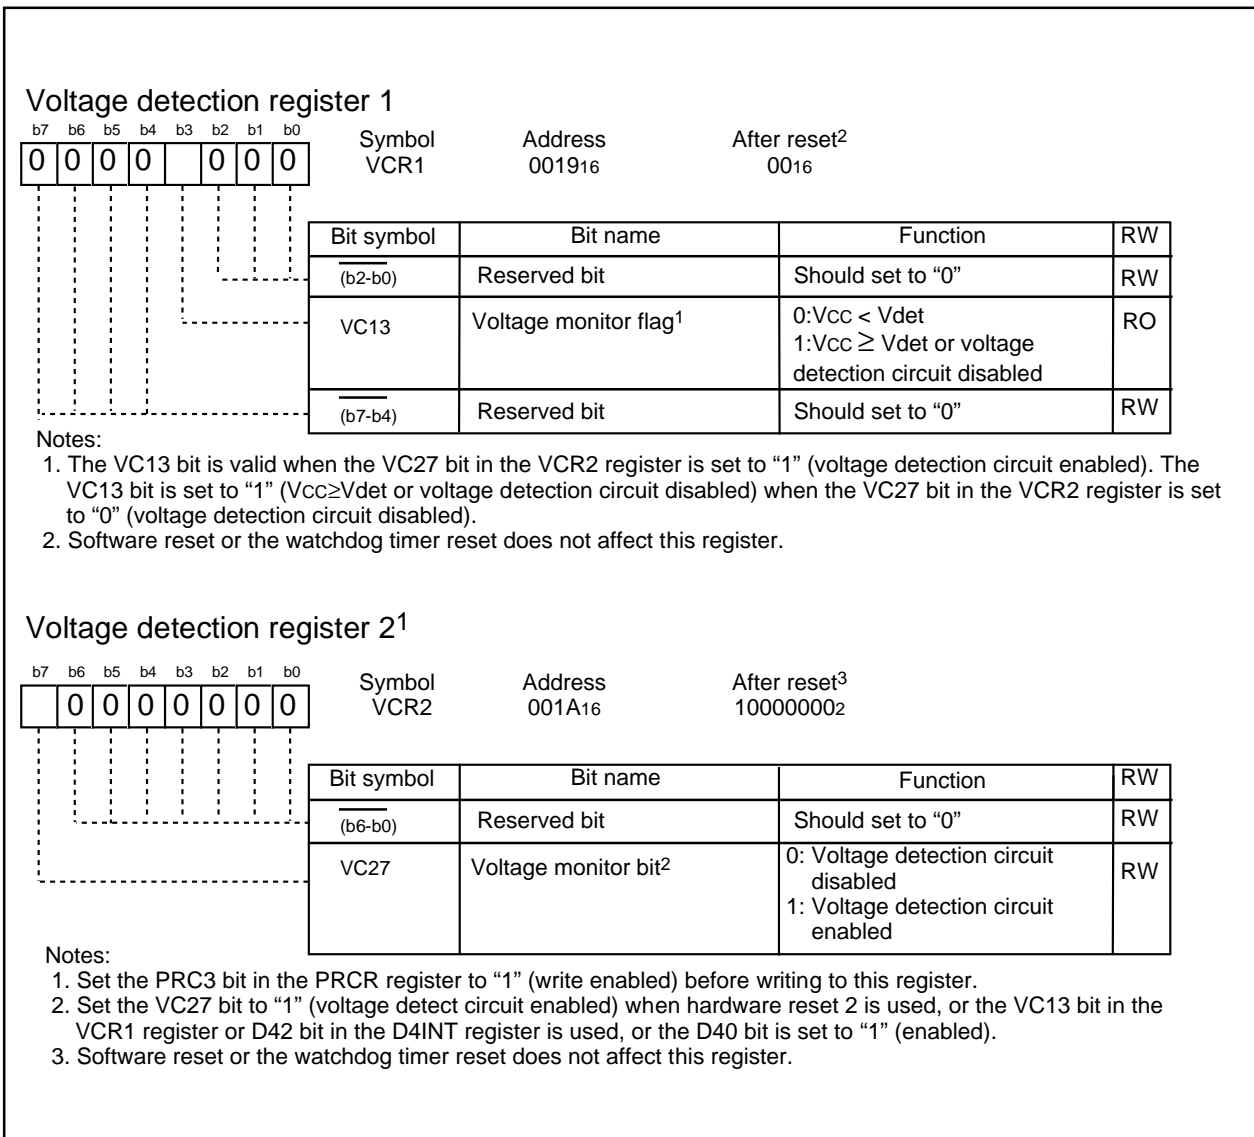 Voltage detection register 1
b7 b6 b5 b4 b3 b2 b1 b0
Symbol Address After reset2
0 0 0 0 0 0 0 VCR1 001916 0016
Bit symbol Bit name Function RW
(b2-b0) Reserved bit Should set to “0” RW
VC13 Voltage monitor flag1 0:VCC < Vdet RO
1:VCC ≥ Vdet or voltage
detection circuit disabled
(b7-b4) Reserved bit Should set to “0” RW
Notes:
1. The VC13 bit is valid when the VC27 bit in the VCR2 register is set to “1” (voltage detection circuit enabled). The
VC13 bit is set to “1” (VCC≥Vdet or voltage detection circuit disabled) when the VC27 bit in the VCR2 register is set
to “0” (voltage detection circuit disabled).
2. Software reset or the watchdog timer reset does not affect this register.
Voltage detection register 21
b7 b6 b5 b4 b3 b2 b1 b0
Symbol Address After reset3
0 0 0 0 0 0 0 VCR2 001A16 100000002
Bit symbol Bit name Function RW
(b6-b0) Reserved bit Should set to “0” RW
VC27 Voltage monitor bit2 0: Voltage detection circuit RW
disabled
1: Voltage detection circuit
enabled
Notes:
1. Set the PRC3 bit in the PRCR register to “1” (write enabled) before writing to this register.
2. Set the VC27 bit to “1” (voltage detect circuit enabled) when hardware reset 2 is used, or the VC13 bit in the
VCR1 register or D42 bit in the D4INT register is used, or the D40 bit is set to “1” (enabled).
3. Software reset or the watchdog timer reset does not affect this register.